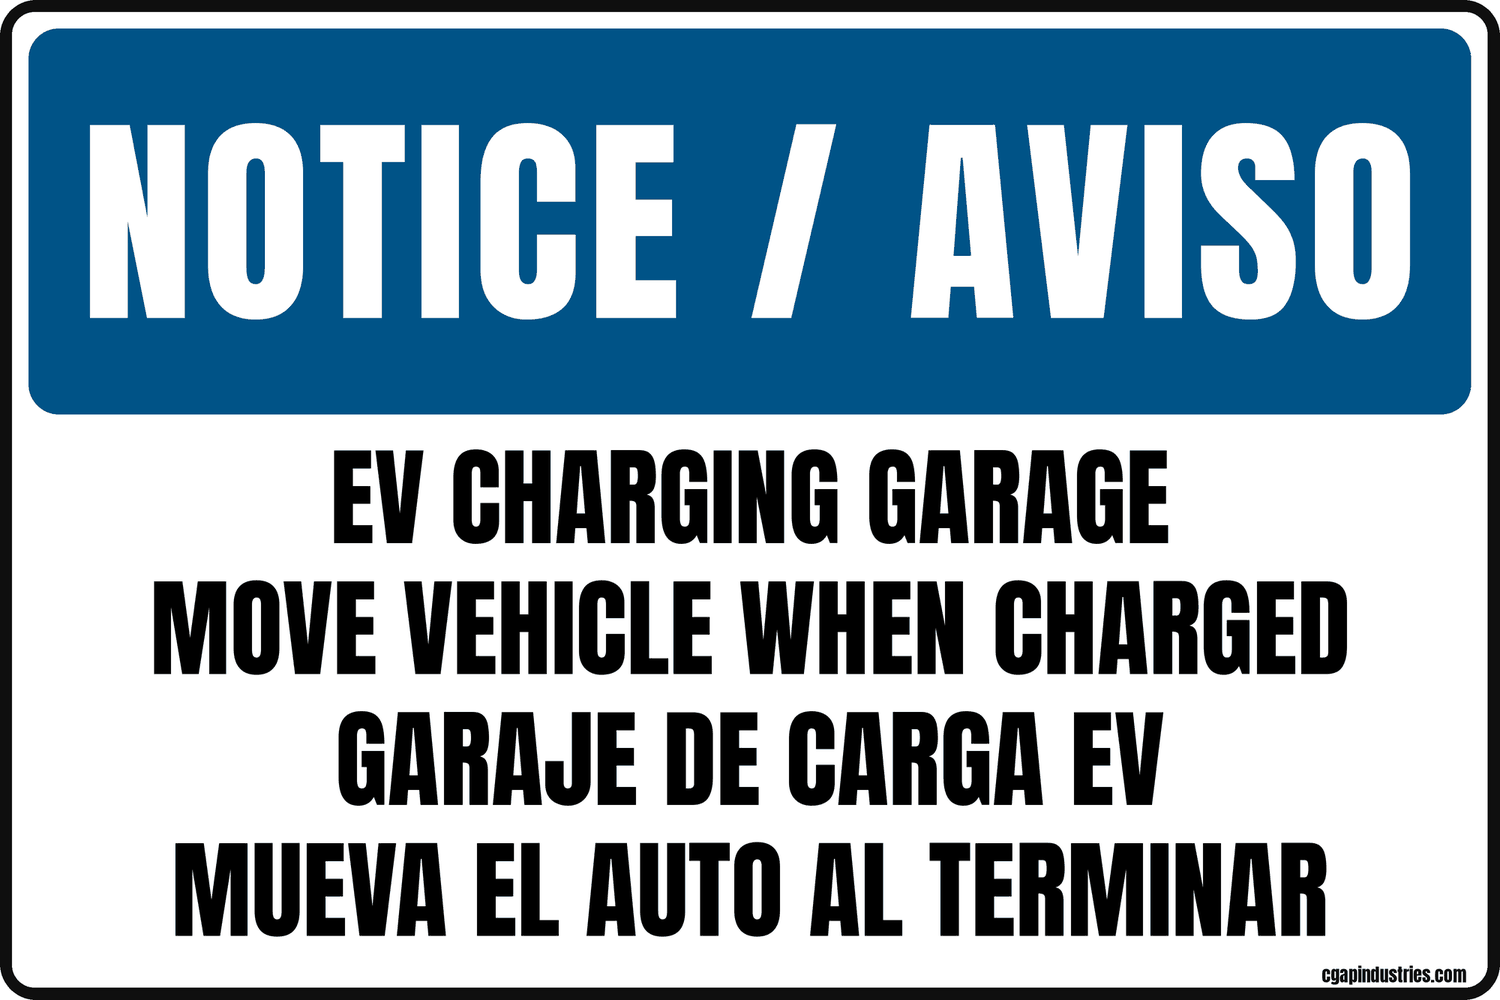 NOTICE / AVISO
EV CHARGING GARAGE
MOVE VEHICLE WHEN CHARGED
GARAJE DE CARGA EV
MUEVA EL AUTO AL TERMINAR
cgapindustries.com